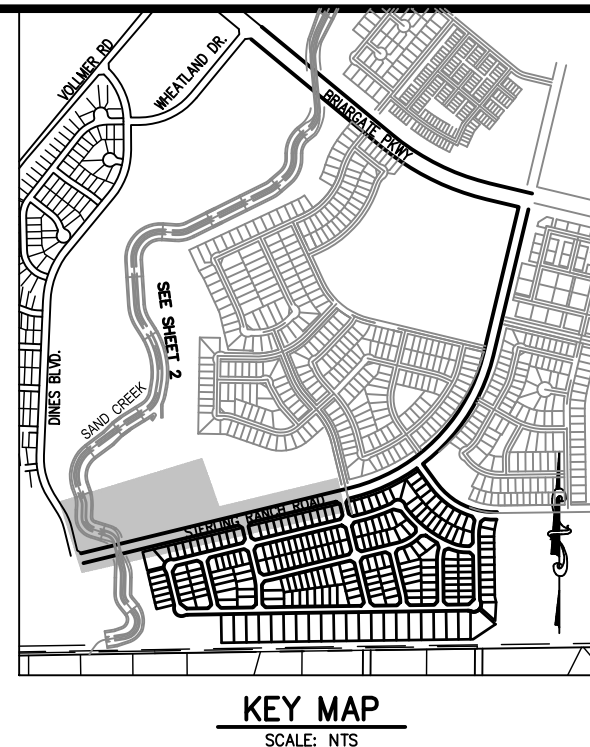 VOLLMER RD
WHEATLAND DR.
BRIARGATE PKWY
SEE SHEET 2
DINES BLVD.
SAND CREEK
STERLING RANCH ROAD
KEY MAP
SCALE: NTS